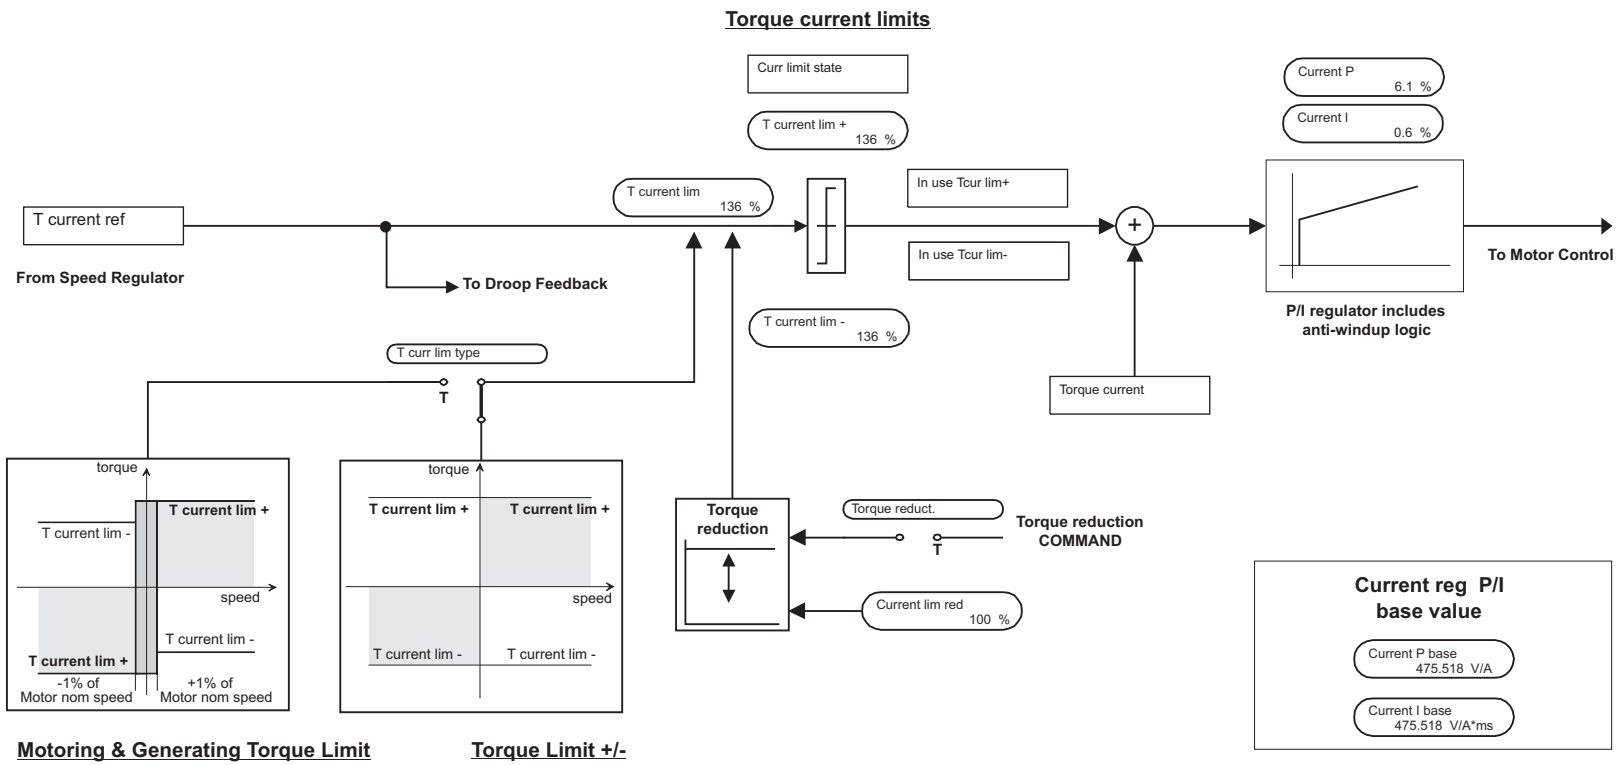 Torque current limits
Curr limit state
T current lim +
136 %
Current P
6.1 %
Current I
0.6 %
T current lim
136 %
In use Tcur lim+
T current ref
+
In use Tcur lim-
From Speed Regulator
To Droop Feedback
To Motor Control
P/I regulator includes
anti-windup logic
T current lim -
136 %
T curr lim type
T
Torque current
torque
T current lim +
T current lim -
speed
T current lim -
T current lim +
-1% of
Motor nom speed
+1% of
Motor nom speed
torque
T current lim +
T current lim +
speed
T current lim -
T current lim -
Torque
reduction
Torque reduct.
T
Torque reduction
COMMAND
Current lim red
100 %
Current reg P/I
base value
Current P base
475.518 V/A
Current I base
475.518 V/A*ms
Motoring & Generating Torque Limit
Torque Limit +/-